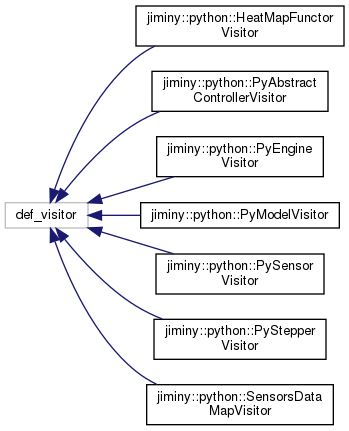 jiminy::python::HeatMapFunctor
Visitor
jiminy::python::PyAbstract
ControllerVisitor
jiminy::python::PyEngine
Visitor
def_visitor
jiminy::python::PyModelVisitor
jiminy::python::PySensor
Visitor
jiminy::python::PyStepper
Visitor
jiminy::python::SensorsData
MapVisitor